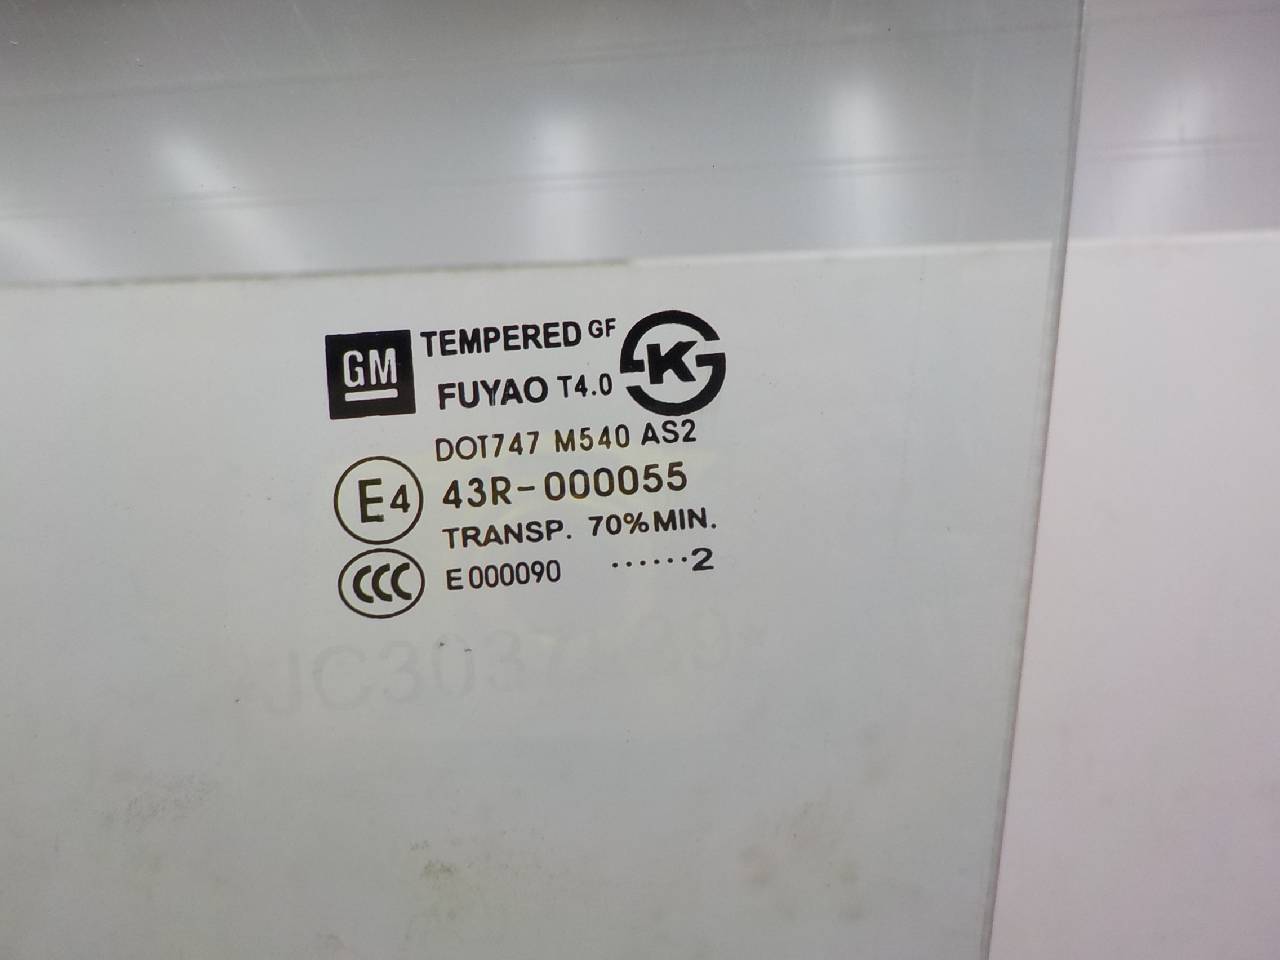 GM TEMPERED GF
FUYAO T4.0 K
DOT747 M540 AS2
E4 43R-000055
TRANSP. 70%MIN.
CCC E000090 ······2